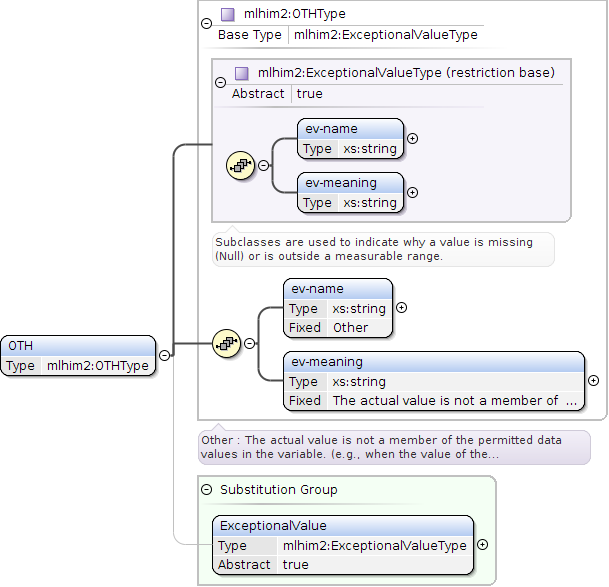 mlhim2:OTHType
Base Type mlhim2:ExceptionalValueType
mlhim2:ExceptionalValueType (restriction base)
Abstract true
ev-name
Type xs:string
ev-meaning
Type xs:string
Subclasses are used to indicate why a value is missing
(Null) or is outside a measurable range.
ev-name
Type xs:string
Fixed Other
OTH
Type mlhim2:OTHType
ev-meaning
Type xs:string
Fixed The actual value is not a member of ...
Other : The actual value is not a member of the permitted data
values in the variable. (e.g., when the value of the...
Substitution Group
ExceptionalValue
Type mlhim2:ExceptionalValueType
Abstract true